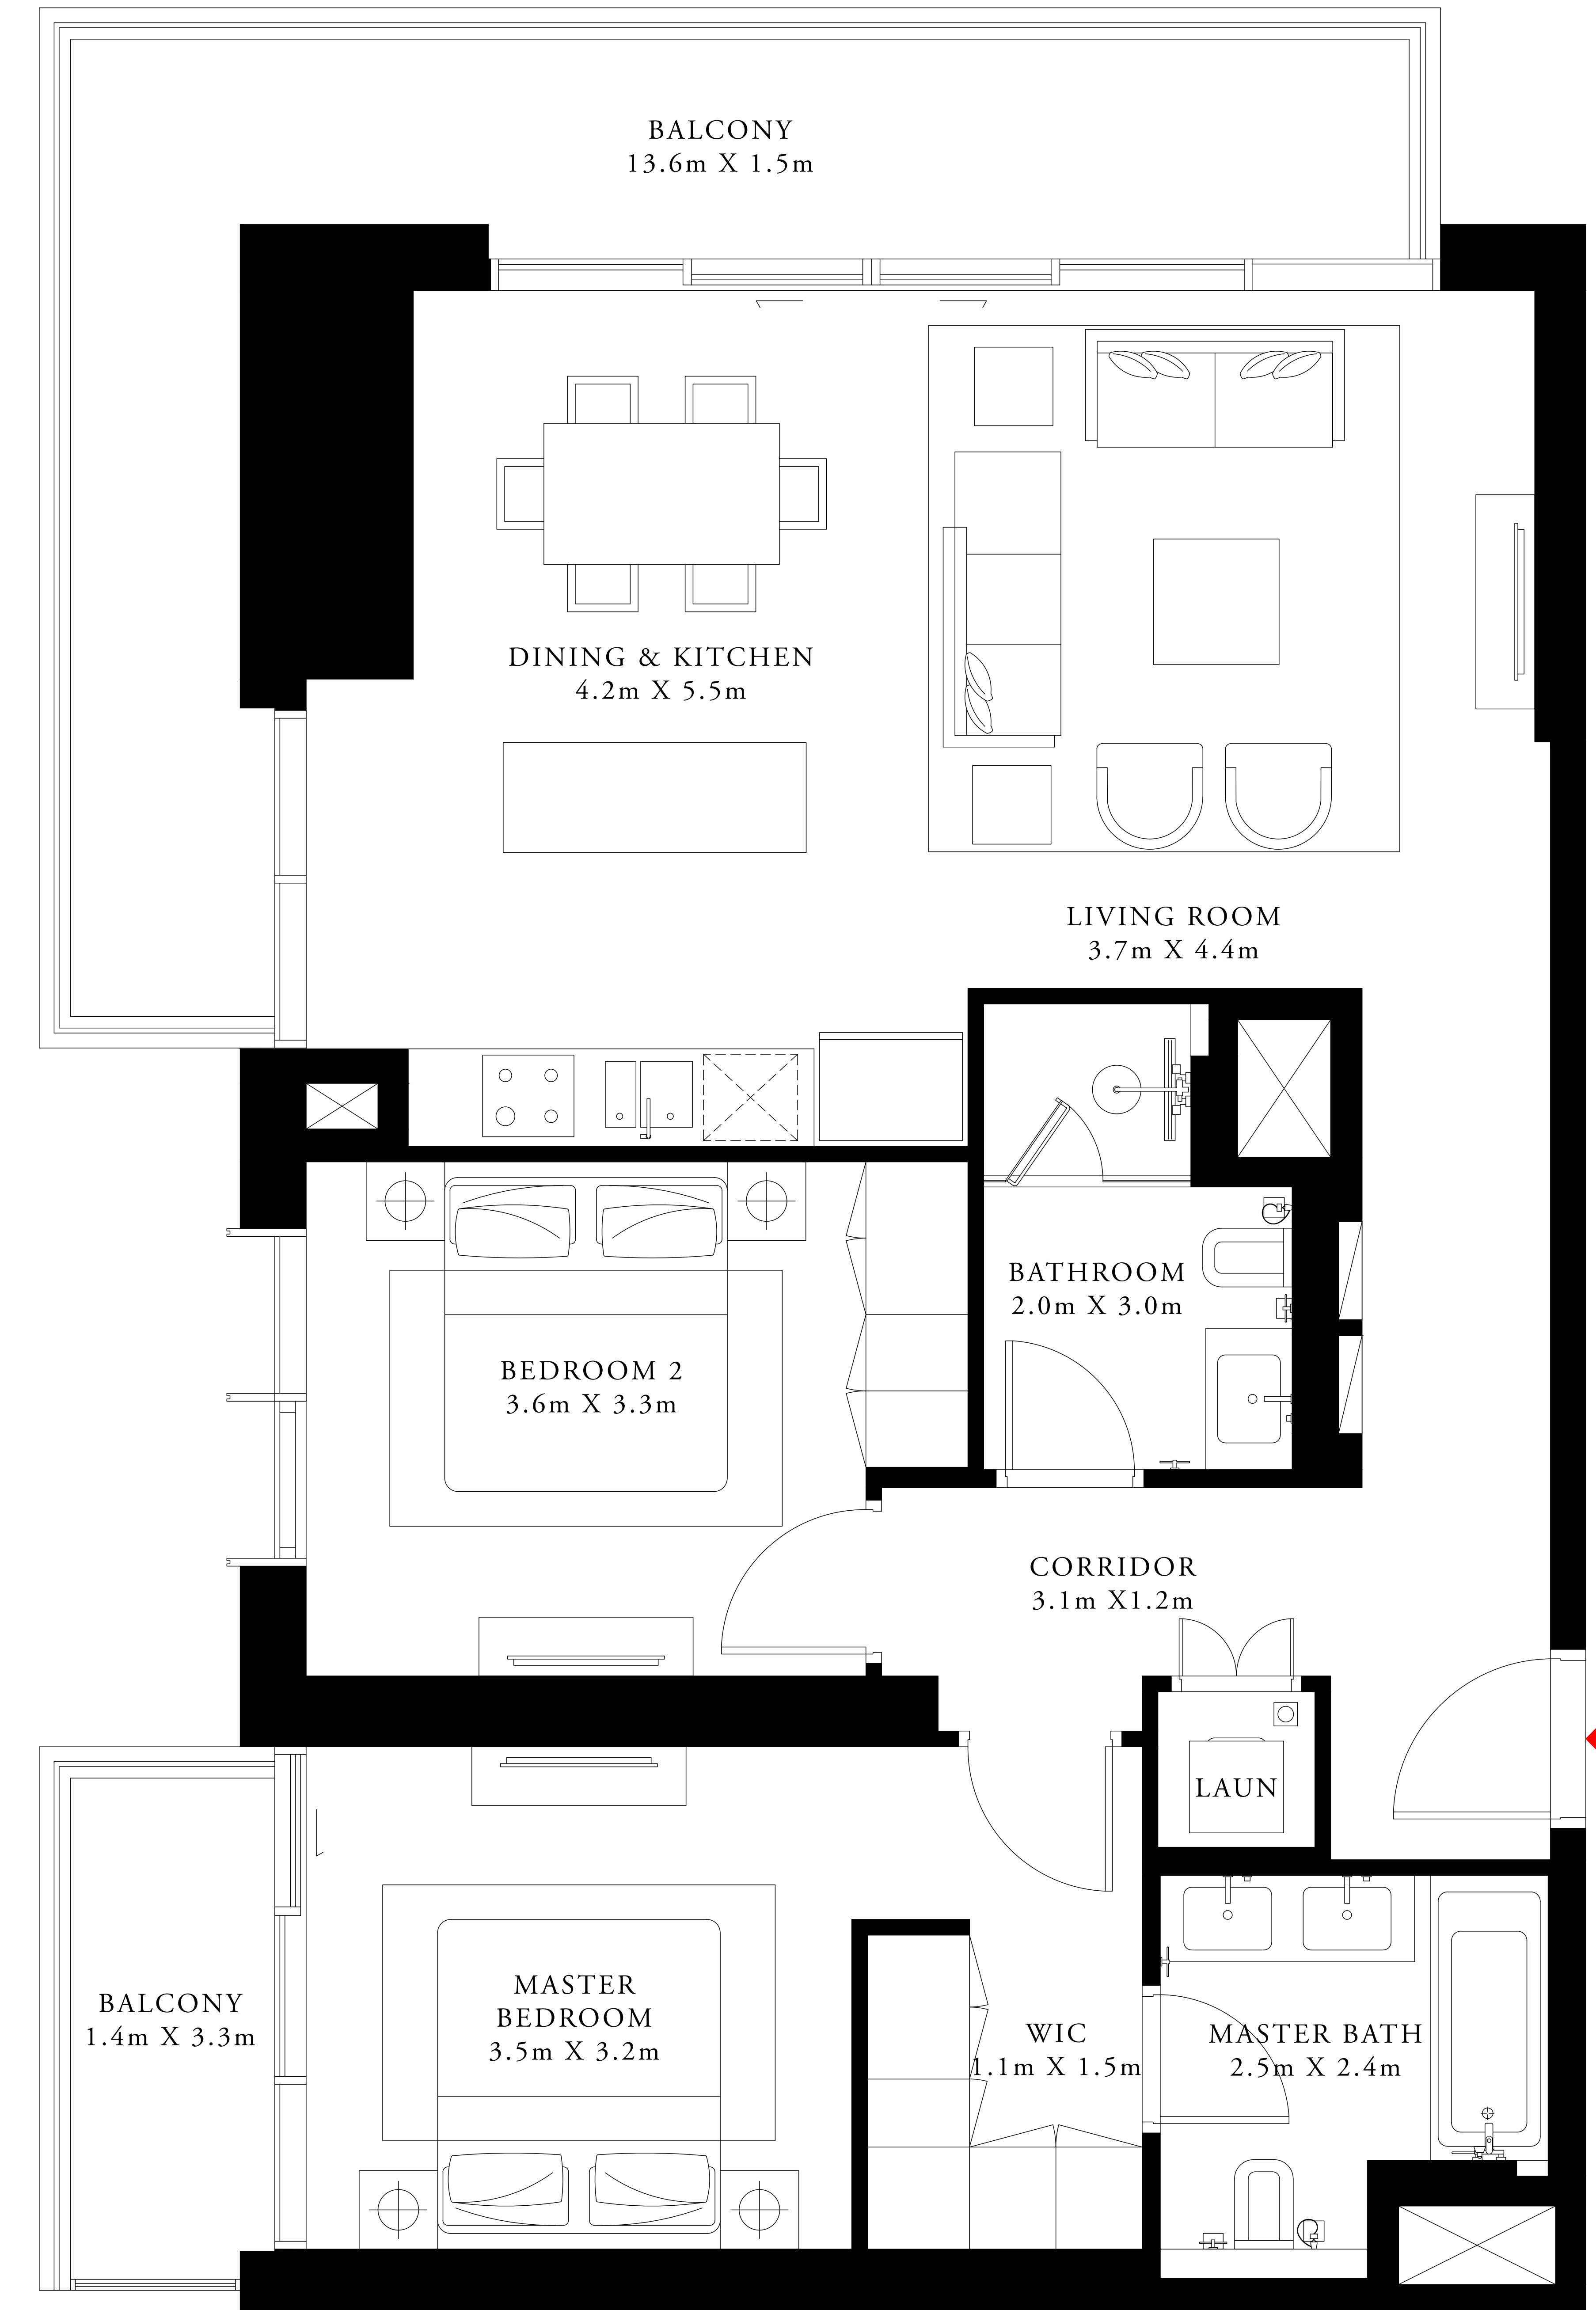 BALCONY
13.6m X 1.5m
DINING & KITCHEN
4.2m X 5.5m
LIVING ROOM
3.7m X 4.4m
BATHROOM
2.0m X 3.0m
BEDROOM 2
3.6m X 3.3m
CORRIDOR
3.1m X1.2m
LAUN
MASTER
BEDROOM
3.5m X 3.2m
BALCONY
1.4m X 3.3m
WIC
1.1m X 1.5m
MASTER BATH
2.5m X 2.4m